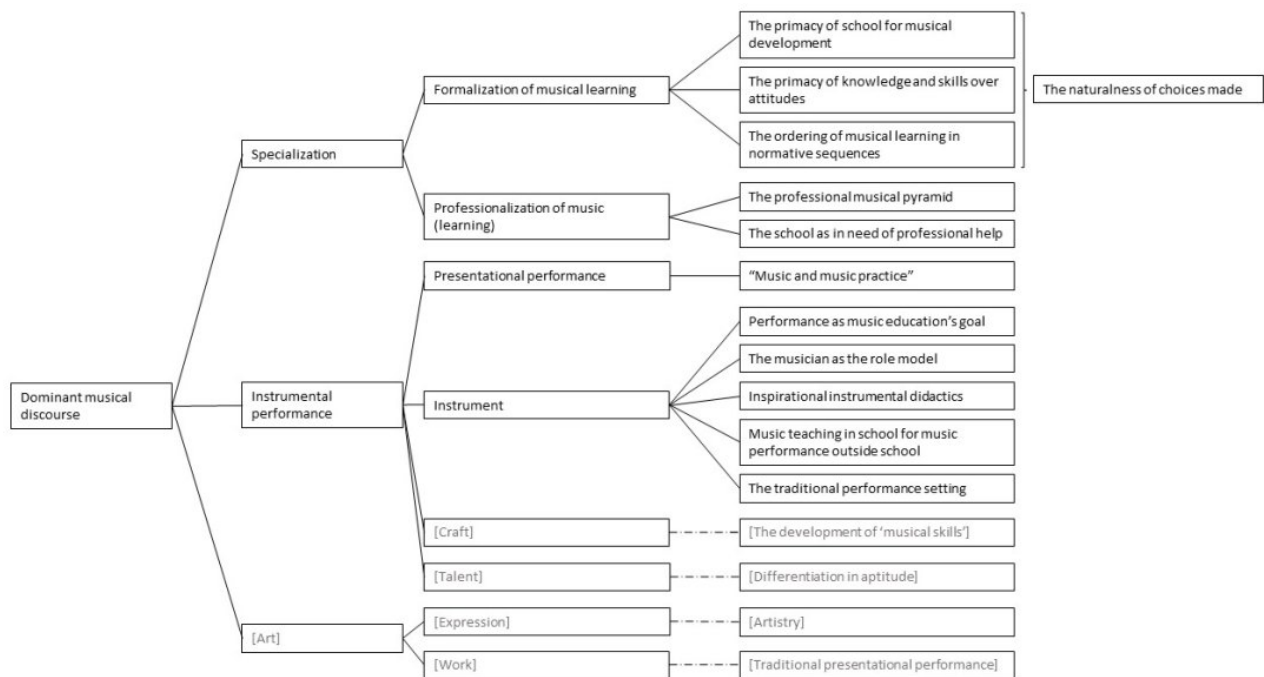 The primacy of school for musical
development
Formalization of musical learning
The primacy of knowledge and skills over
attitudes
The naturalness of choices made
The ordering of musical learning in
normative sequences
Specialization
The professional musical pyramid
Professionalization of music
(learning)
The school as in need of professional help
Presentational performance
“Music and music practice”
Performance as music education’s goal
The musician as the role model
Dominant musical
discourse
Instrumental
performance
Instrument
Inspirational instrumental didactics
Music teaching in school for music
performance outside school
The traditional performance setting
[Craft]
[The development of ‘musical skills’]
[Talent]
[Differentiation in aptitude]
[Art]
[Expression]
[Artistry]
[Work]
[Traditional presentational performance]